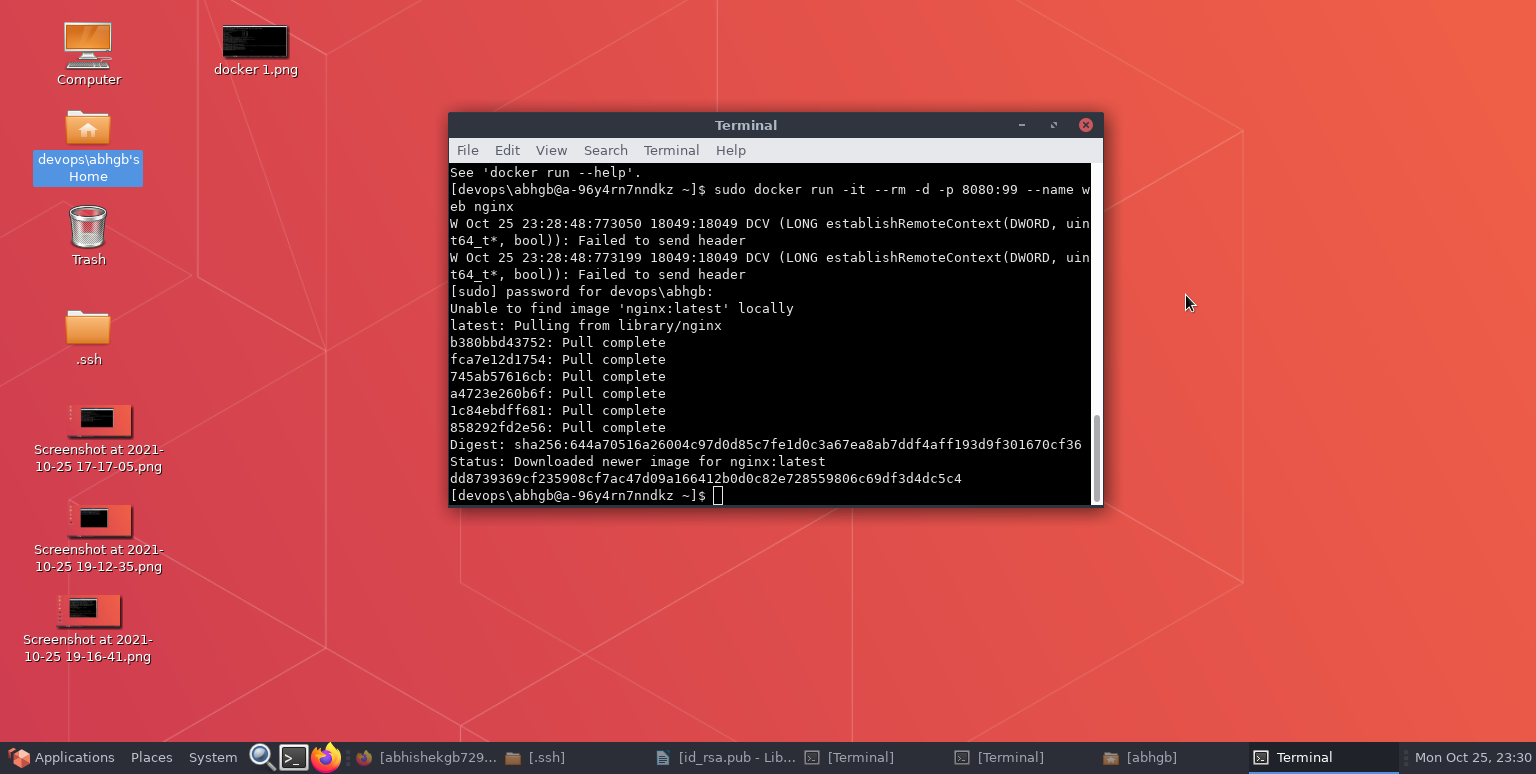 Computer
docker 1.png
devops\abhgb's
Home
Trash
.ssh
Screenshot at 2021-
10-25 17-17-05.png
Screenshot at 2021-
10-25 19-12-35.png
Screenshot at 2021-
10-25 19-16-41.png
Terminal
File Edit View Search Terminal Help
See 'docker run --help'.
[devops\abhgb@a-96y4rn7nndkz ~]$ sudo docker run -it --rm -d -p 8080:99 --name w
eb nginx
W Oct 25 23:28:48:773050 18049:18049 DCV (LONG establishRemoteContext(DWORD, uin
t64_t*, bool)): Failed to send header
W Oct 25 23:28:48:773199 18049:18049 DCV (LONG establishRemoteContext(DWORD, uin
t64_t*, bool)): Failed to send header
[sudo] password for devops\abhgb:
Unable to find image 'nginx:latest' locally
latest: Pulling from library/nginx
b380bbd43752: Pull complete
fca7e12d1754: Pull complete
745ab57616cb: Pull complete
a4723e260b6f: Pull complete
1c84ebdff681: Pull complete
858292fd2e56: Pull complete
Digest: sha256:644a70516a26004c97d0d85c7fe1d0c3a67ea8ab7ddf4aff193d9f301670cf36
Status: Downloaded newer image for nginx:latest
dd8739369cf235908cf7ac47d09a166412b0d0c82e728559806c69df3d4dc5c4
[devops\abhgb@a-96y4rn7nndkz ~]$
Applications Places System [abhishekgb729... [.ssh] [id_rsa.pub - Lib... [Terminal] [Terminal] [abhgb] Terminal Mon Oct 25, 23:30